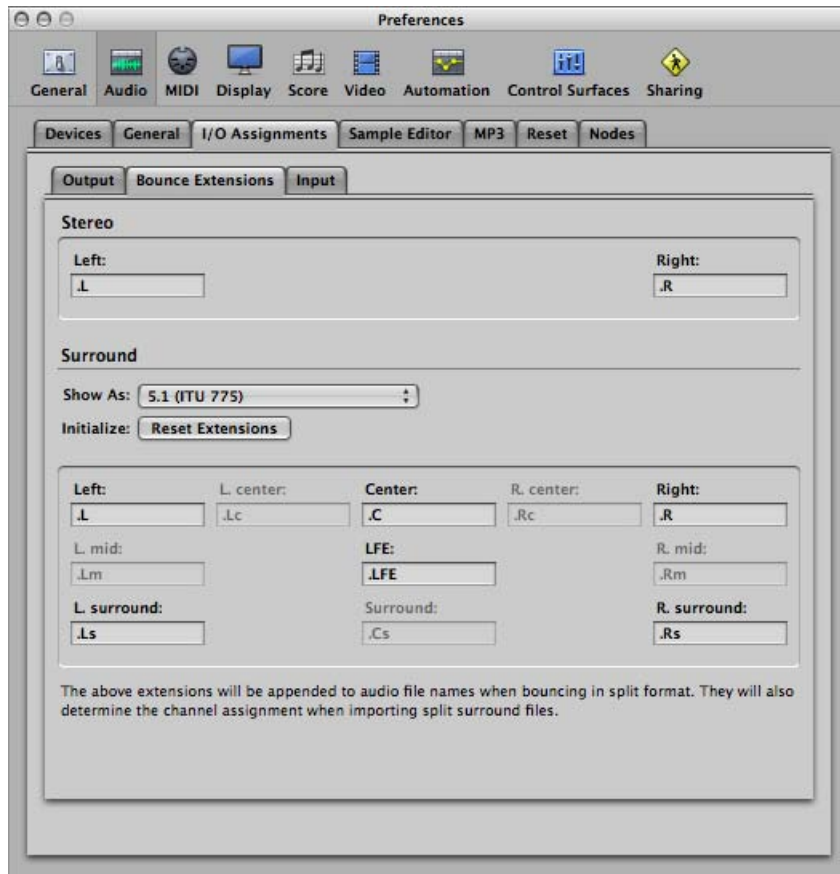 Preferences
General Audio MIDI Display Score Video Automation Control Surfaces Sharing
Devices General I/O Assignments Sample Editor MP3 Reset Nodes
Output Bounce Extensions Input
Stereo
Left: Right:
.L .R
Surround
Show As: 5.1 (ITU 775)
Initialize: Reset Extensions
Left: L. center: Center: R. center: Right:
.L .Lc .C .Rc .R
L. mid: LFE: R. mid:
.Lm .LFE .Rm
L. surround: Surround: R. surround:
.Ls .Cs .Rs
The above extensions will be appended to audio file names when bouncing in split format. They will also
determine the channel assignment when importing split surround files.